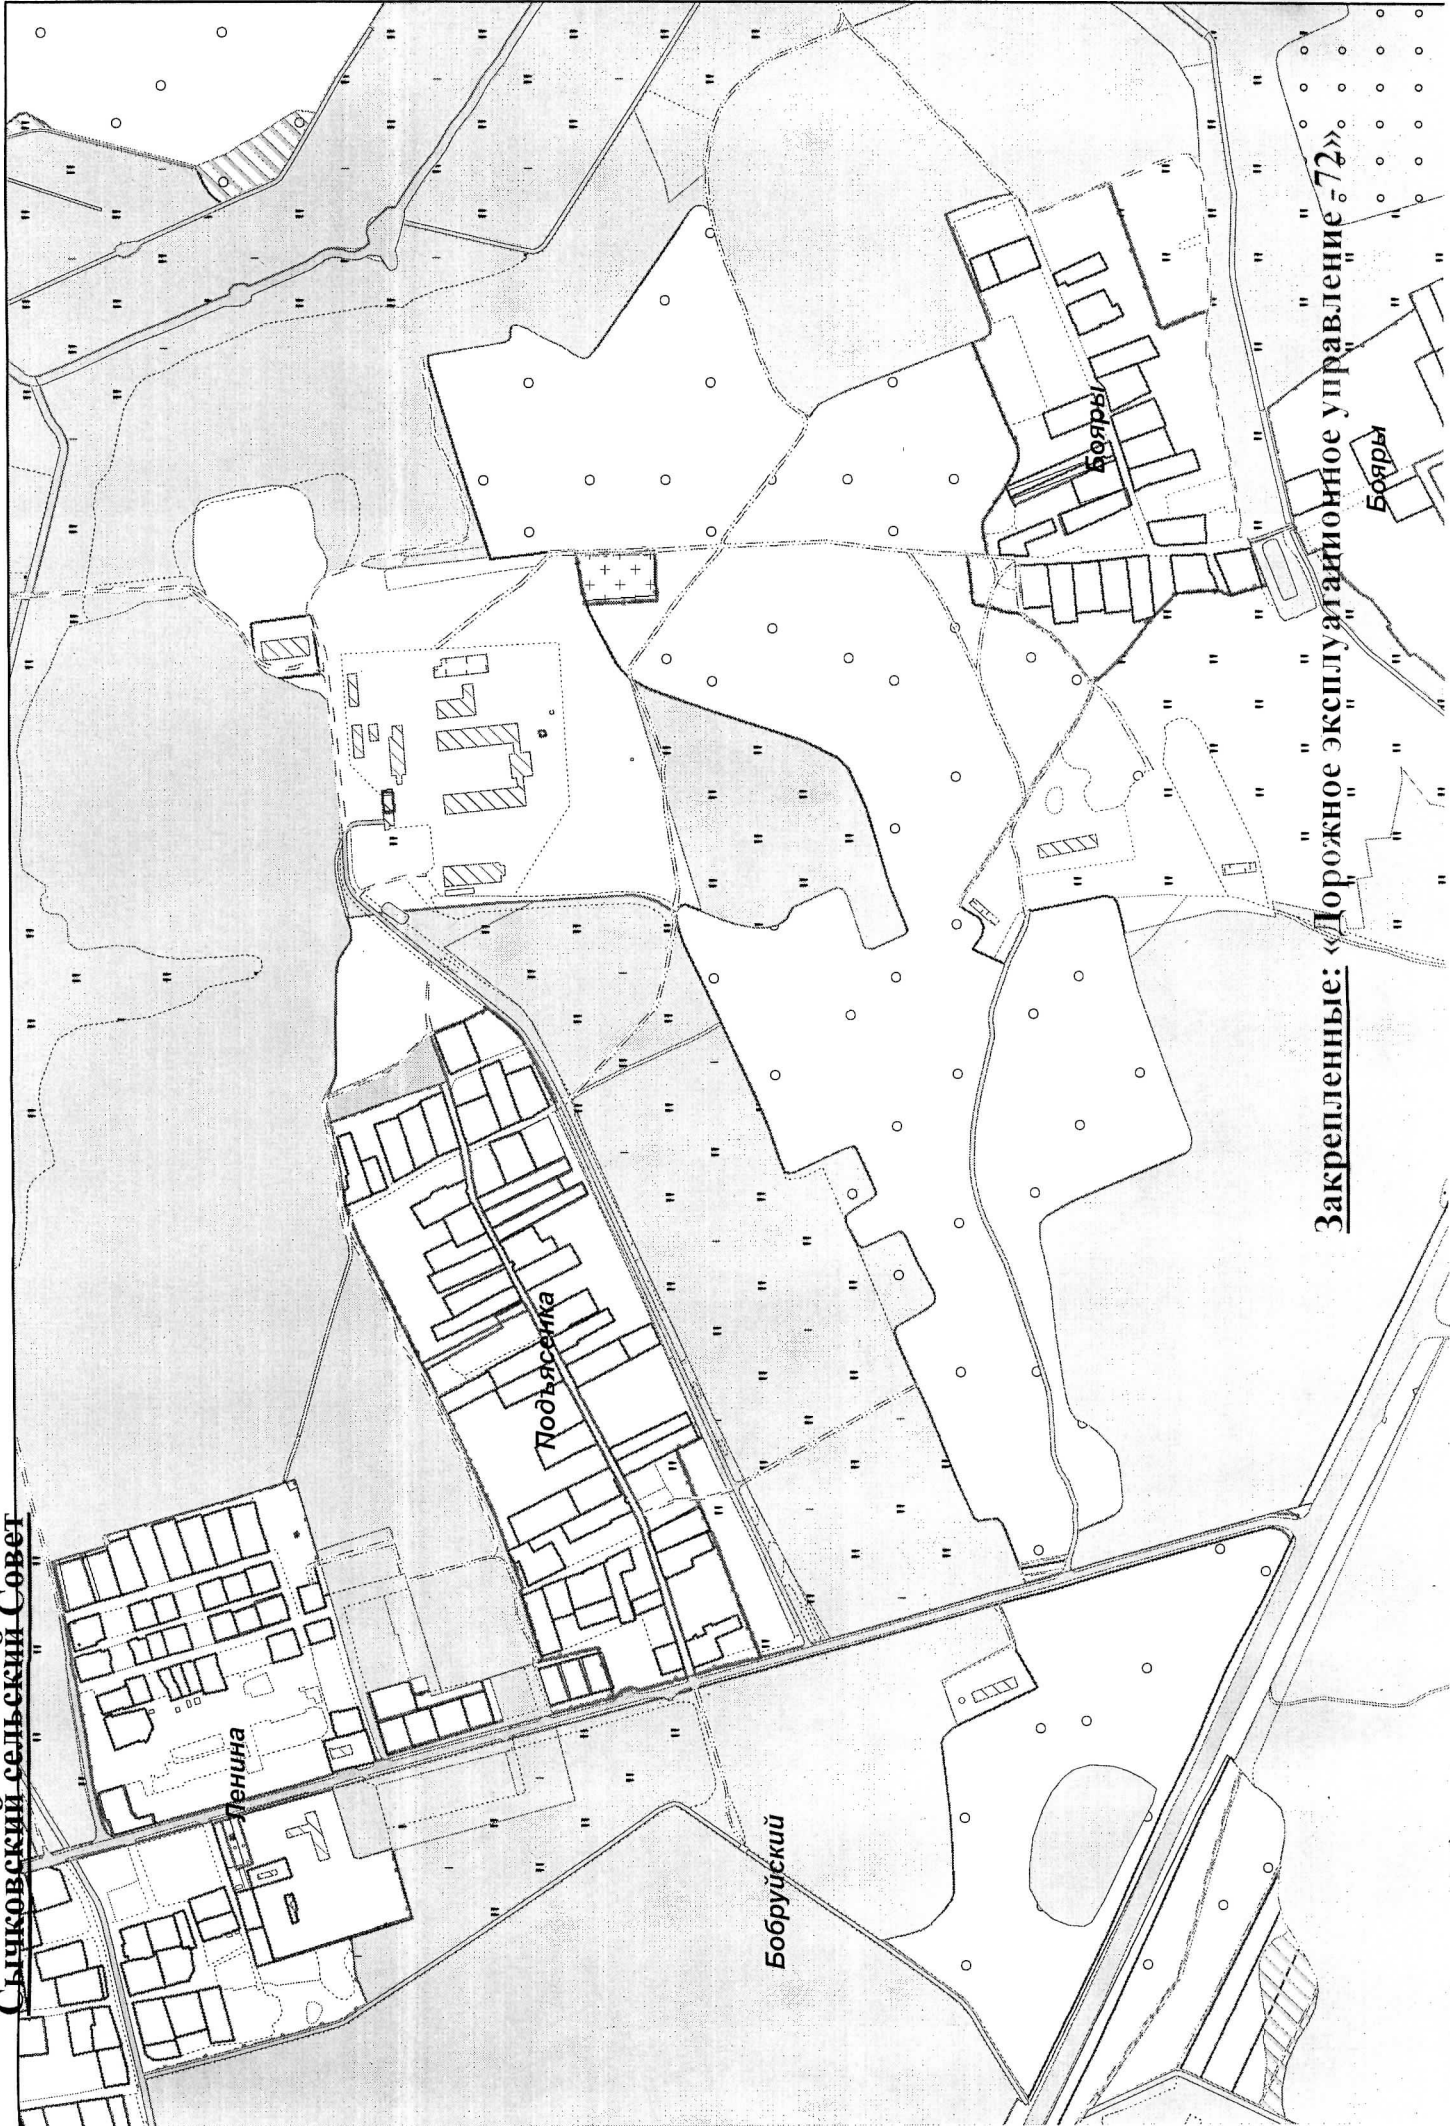 Сычковский сельский Совет
Ленина
Подъясенка
Бобруйский
Бояры
Бояры
Закрепленные: «Дорожное эксплуатационное управление -72»